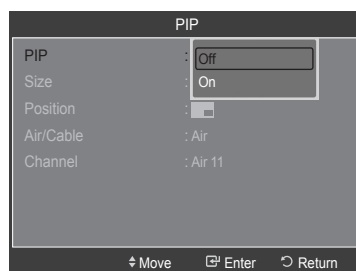 PIP
PIP : Off
Size : On
Position :
Air/Cable : Air
Channel : Air 11
Move Enter Return